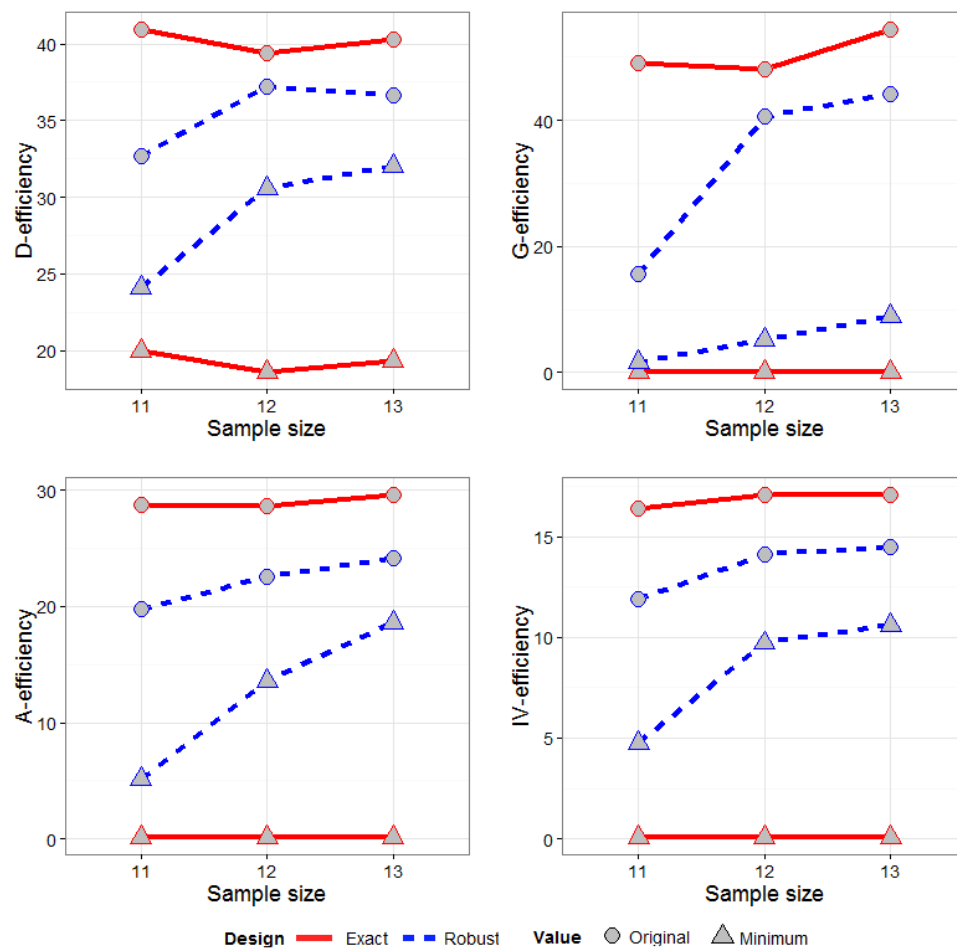 D-efficiency
40
35
30
25
20
11 12 13
Sample size
G-efficiency
40
20
0
11 12 13
Sample size
A-efficiency
30
20
10
0
11 12 13
Sample size
IV-efficiency
15
10
5
0
11 12 13
Sample size
Design Exact Robust Value Original Minimum